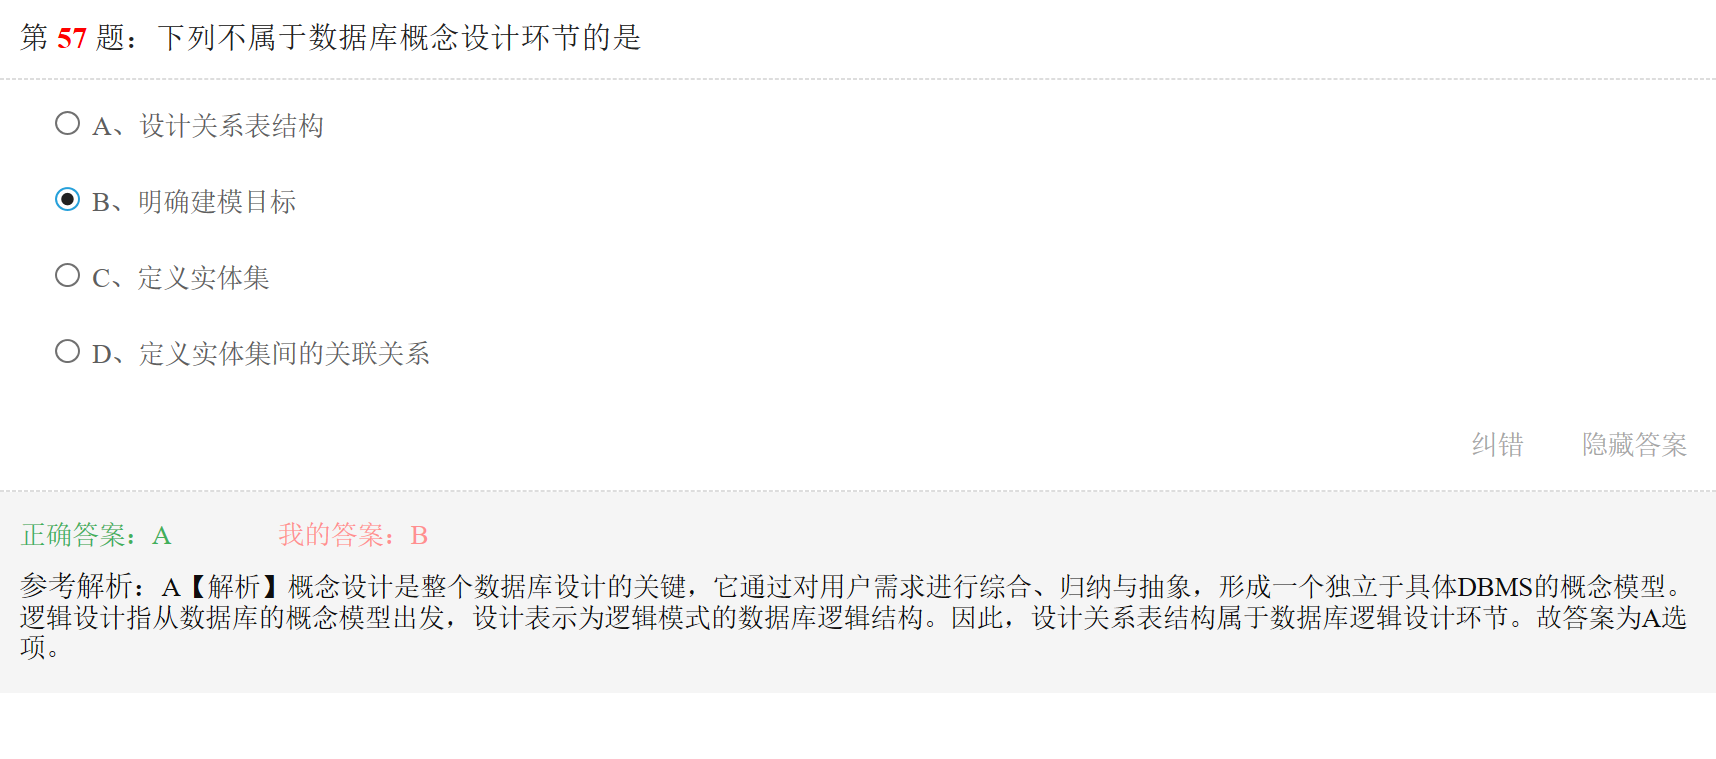 第 57 题：下列不属于数据库概念设计环节的是
A、设计关系表结构
B、明确建模目标
C、定义实体集
D、定义实体集间的关联关系
纠错 隐藏答案
正确答案：A 我的答案：B
参考解析：A【解析】概念设计是整个数据库设计的关键，它通过对用户需求进行综合、归纳与抽象，形成一个独立于具体DBMS的概念模型。
逻辑设计指从数据库的概念模型出发，设计表示为逻辑模式的数据库逻辑结构。因此，设计关系表结构属于数据库逻辑设计环节。故答案为A选
项。